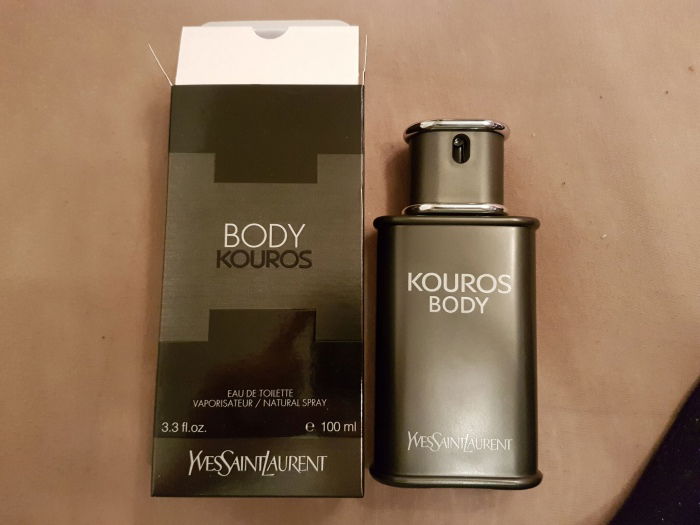 BODY
KOUROS
EAU DE TOILETTE
VAPORISATEUR / NATURAL SPRAY
3.3 fl.oz. e 100 ml
YVESSAINTLAURENT
KOUROS
BODY
YVESSAINTLAURENT